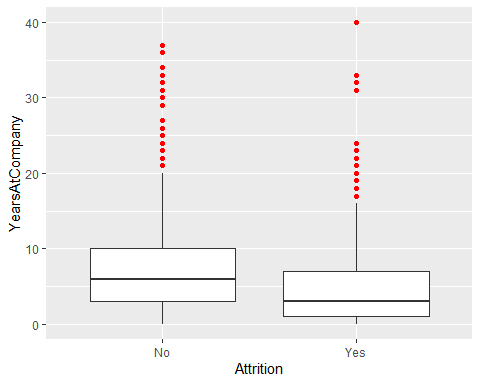 YearsAtCompany
40
30
20
10
0
No
Yes
Attrition